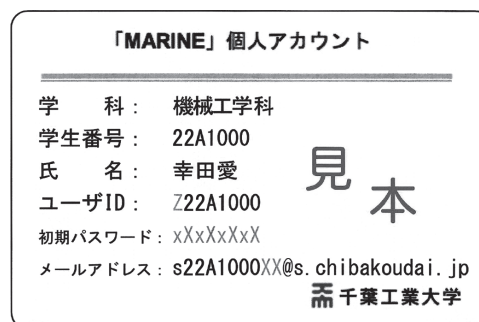 「MARINE」個人アカウント
学　　科： 機械工学科
学生番号： 22A1000
氏　　名： 幸田愛
ユーザID： Z22A1000
初期パスワード： xXxXxXxX
メールアドレス： s22A1000XX@s.chibakoudai.jp
見本
千葉工業大学